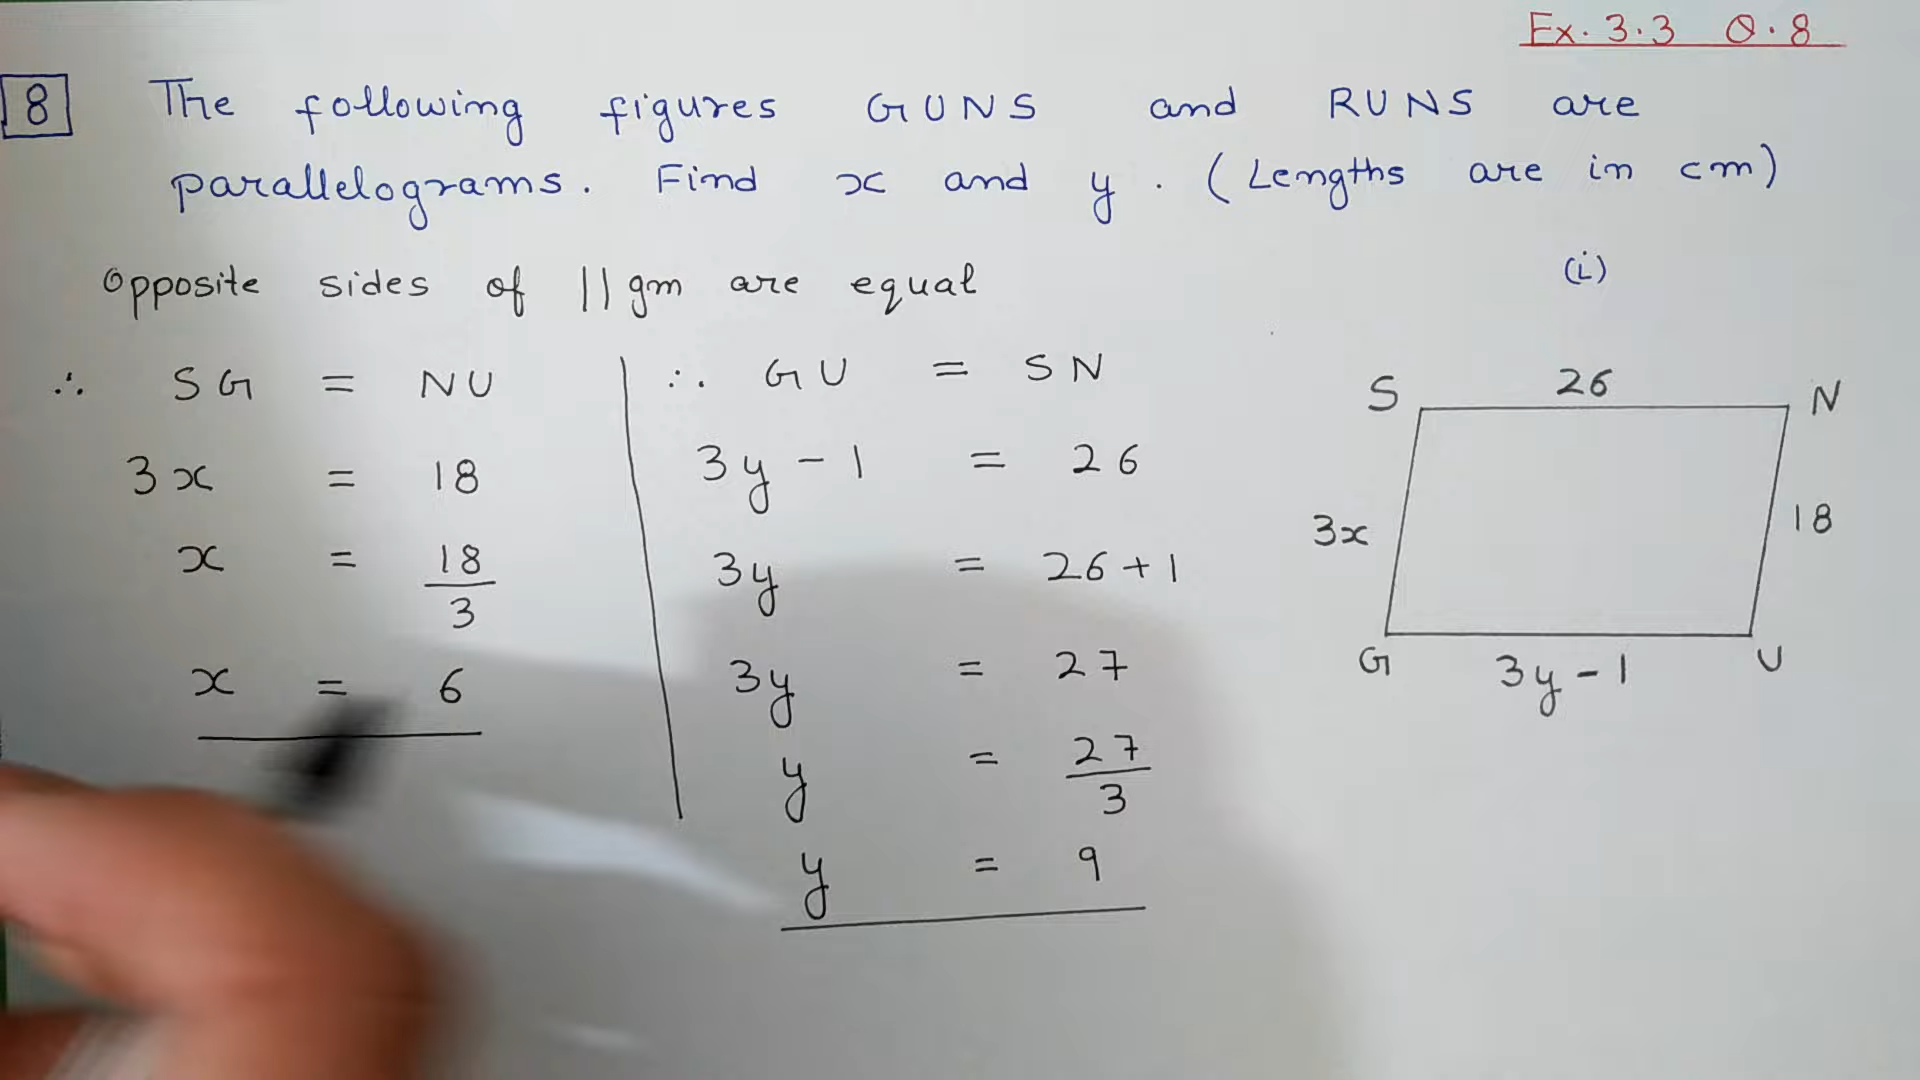 Ex. 3.3 Q.8
8 The following figures GUNS and RUNS are
parallelograms. Find x and y. (Lengths are in cm)
Opposite sides of ||gm are equal
∴ SG = NU
3x = 18
x = 18/3
x = 6
∴ GU = SN
3y - 1 = 26
3y = 26 + 1
3y = 27
y = 27/3
y = 9
(i)
S 26 N
3x 18
G 3y - 1 U